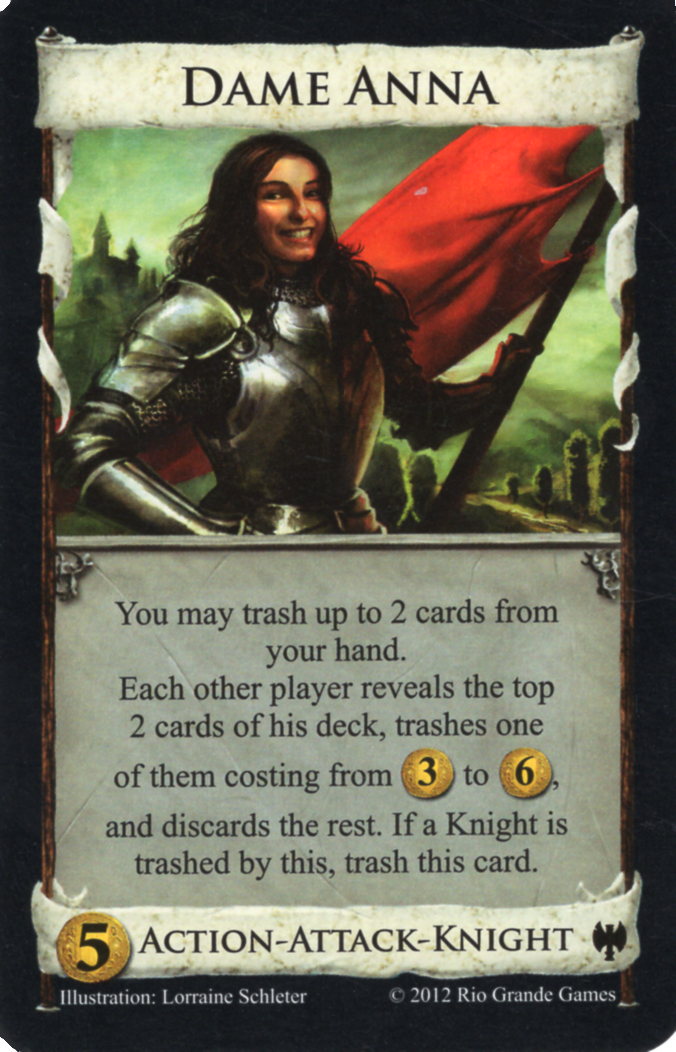 Dame Anna
You may trash up to 2 cards from
your hand.
Each other player reveals the top
2 cards of his deck, trashes one
of them costing from 3 to 6,
and discards the rest. If a Knight is
trashed by this, trash this card.
5 Action-Attack-Knight
Illustration: Lorraine Schleter © 2012 Rio Grande Games